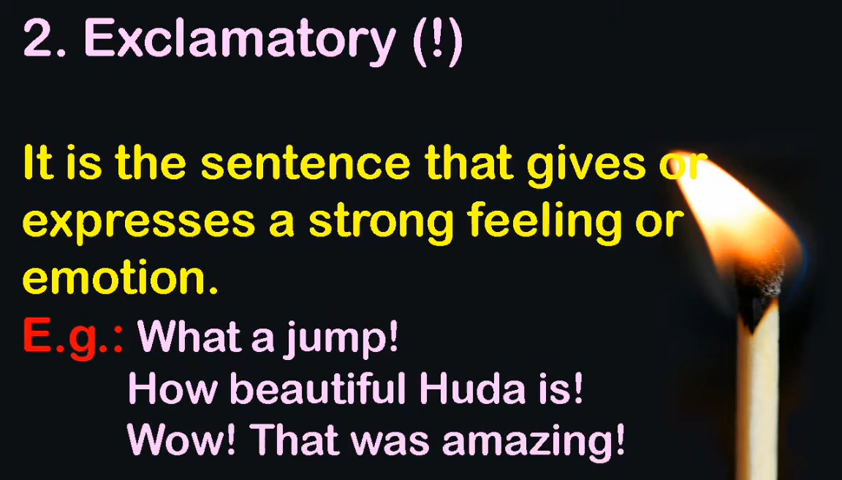 2. Exclamatory (!)
It is the sentence that gives or
expresses a strong feeling or
emotion.
E.g.: What a jump!
How beautiful Huda is!
Wow! That was amazing!